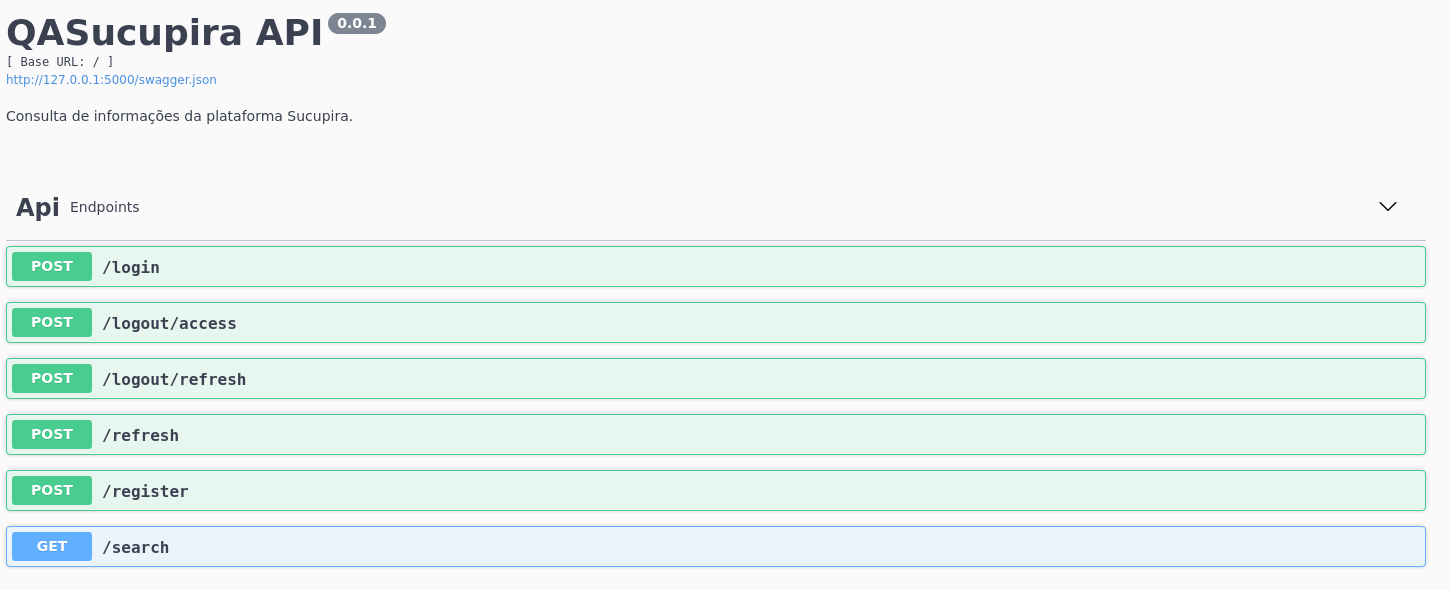 QASucupira API 0.0.1
[ Base URL: / ]
http://127.0.0.1:5000/swagger.json
Consulta de informações da plataforma Sucupira.
Api Endpoints
POST /login
POST /logout/access
POST /logout/refresh
POST /refresh
POST /register
GET /search